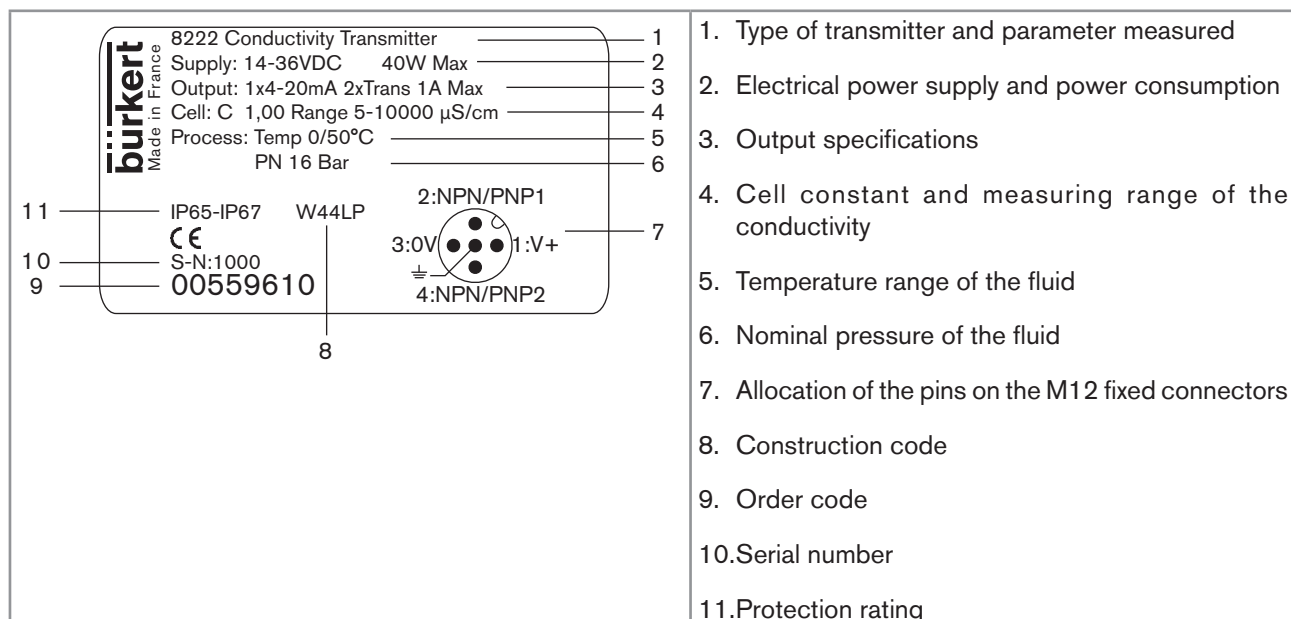 bürkert
Made in France
8222 Conductivity Transmitter 1
Supply: 14-36VDC 40W Max 2
Output: 1x4-20mA 2xTrans 1A Max 3
Cell: C 1,00 Range 5-10000 µS/cm 4
Process: Temp 0/50°C 5
PN 16 Bar 6
2:NPN/PNP1
11 IP65-IP67 W44LP
3:0V 1:V+ 7
CE
10 S-N:1000
9 00559610
4:NPN/PNP2
8
1. Type of transmitter and parameter measured
2. Electrical power supply and power consumption
3. Output specifications
4. Cell constant and measuring range of the
conductivity
5. Temperature range of the fluid
6. Nominal pressure of the fluid
7. Allocation of the pins on the M12 fixed connectors
8. Construction code
9. Order code
10.Serial number
11.Protection rating